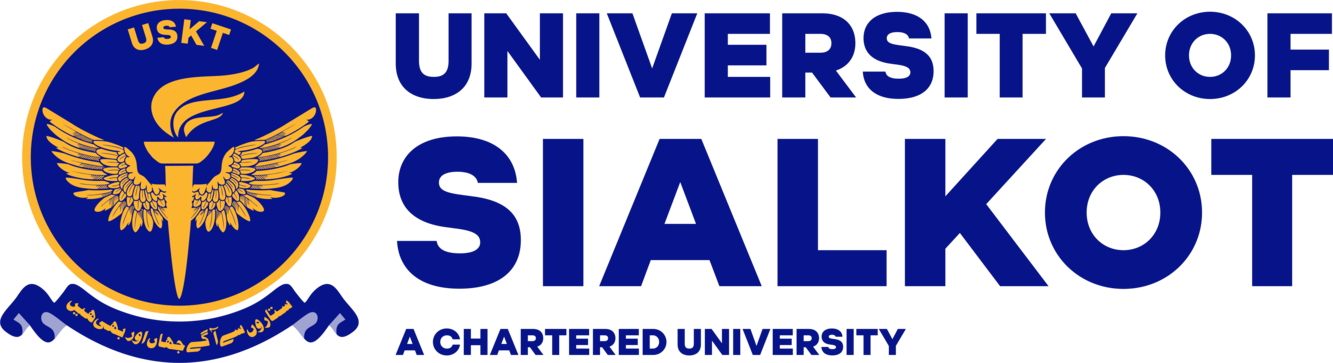 USKT
ستاروں سے آگے جہاں اور بھی ہیں
UNIVERSITY OF
SIALKOT
A CHARTERED UNIVERSITY